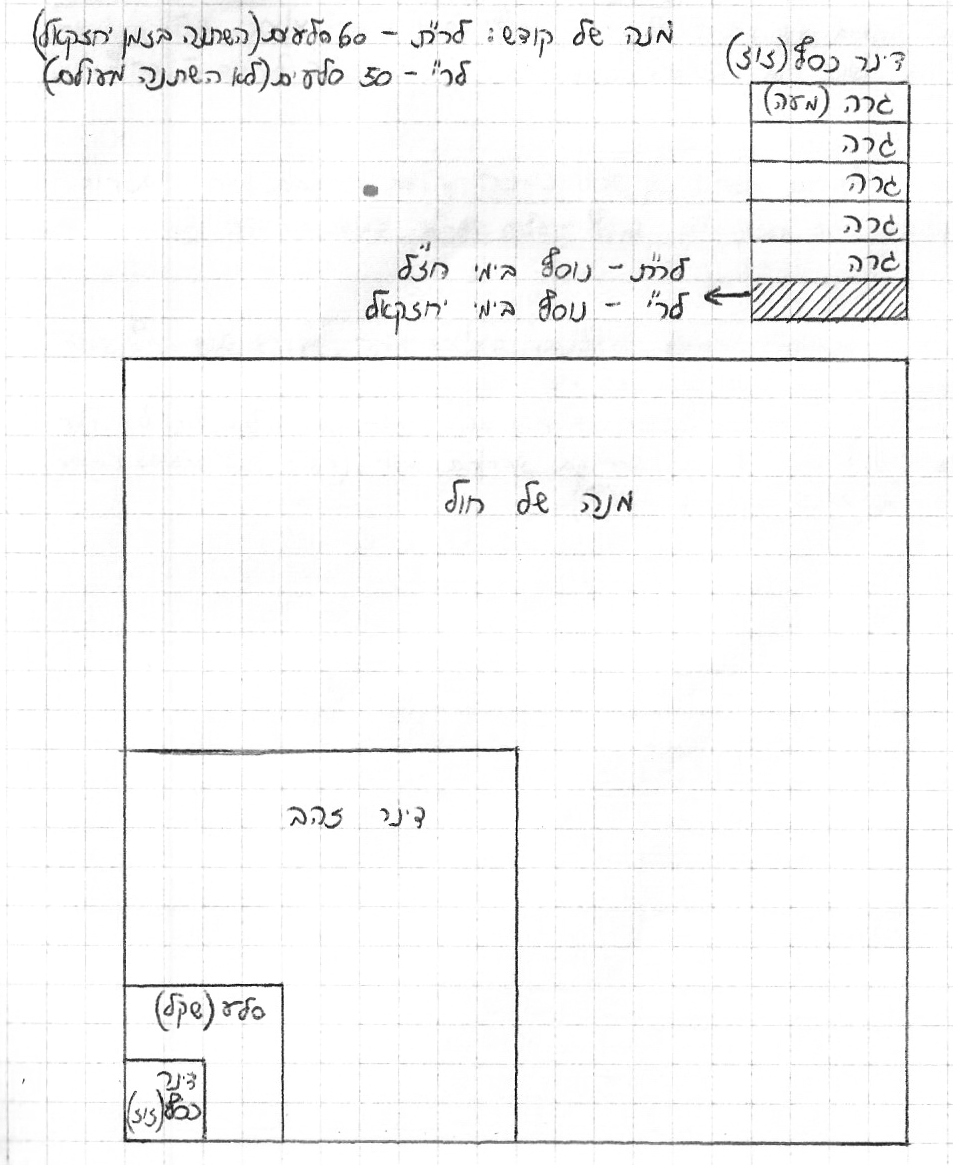 מנה של קודש: לר"ת - 60 סלעים (השתנה בזמן יחזקאל)
לר"י - 50 סלעים (לא השתנה מעולם)
דינר כסף (זוז)
גרה (מעה)
גרה
גרה
גרה
גרה
לר"ת - נוסף בימי חז"ל
לר"י - נוסף בימי יחזקאל
מנה של חול
דינר זהב
סלע (שקל)
דינר
כסף (זוז)